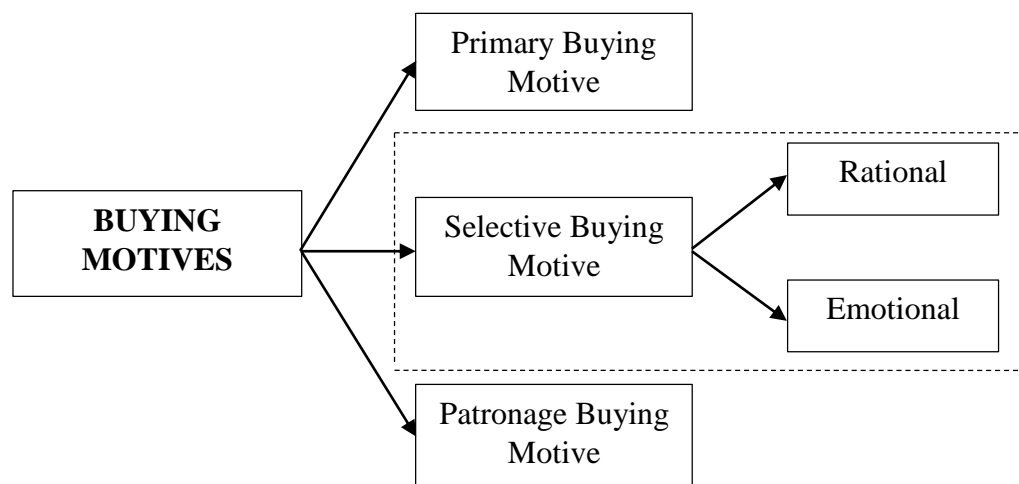 Primary Buying
Motive
BUYING
MOTIVES
Selective Buying
Motive
Rational
Emotional
Patronage Buying
Motive